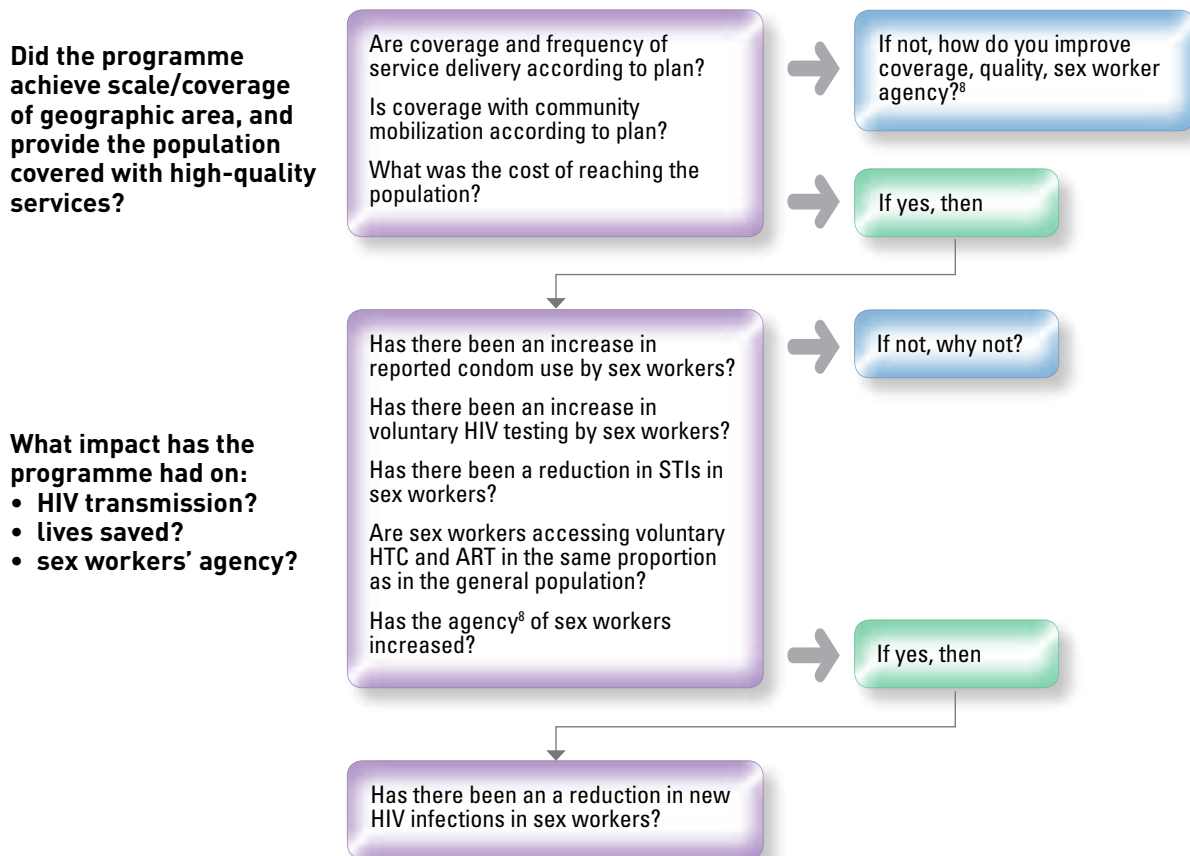 Did the programme
achieve scale/coverage
of geographic area, and
provide the population
covered with high-quality
services?
Are coverage and frequency of
service delivery according to plan?
Is coverage with community
mobilization according to plan?
What was the cost of reaching the
population?
If not, how do you improve
coverage, quality, sex worker
agency?⁸
If yes, then
What impact has the
programme had on:
• HIV transmission?
• lives saved?
• sex workers’ agency?
Has there been an increase in
reported condom use by sex workers?
Has there been an increase in
voluntary HIV testing by sex workers?
Has there been a reduction in STIs in
sex workers?
Are sex workers accessing voluntary
HTC and ART in the same proportion
as in the general population?
Has the agency⁸ of sex workers
increased?
If not, why not?
If yes, then
Has there been an a reduction in new
HIV infections in sex workers?